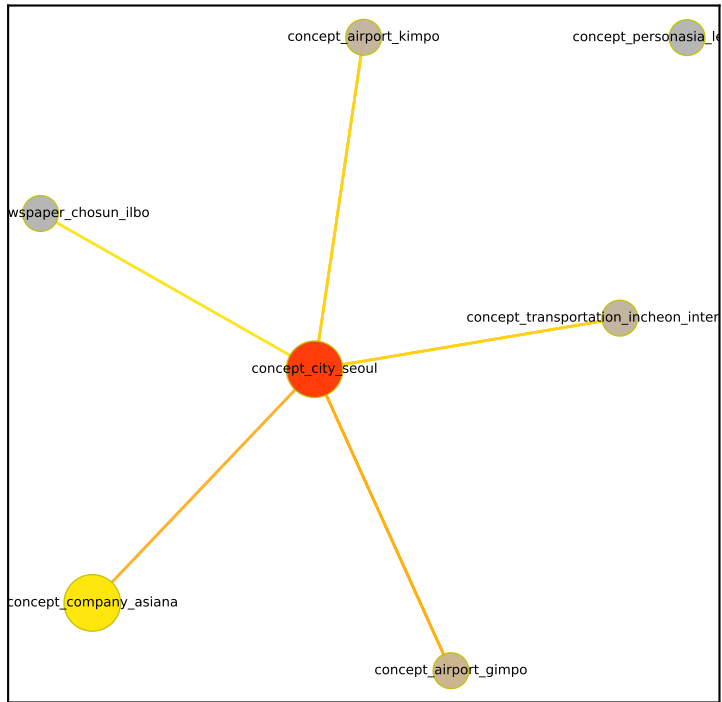 concept_airport_kimpo
concept_personasia_le
wspaper_chosun_ilbo
concept_transportation_incheon_inter
concept_city_seoul
concept_company_asiana
concept_airport_gimpo